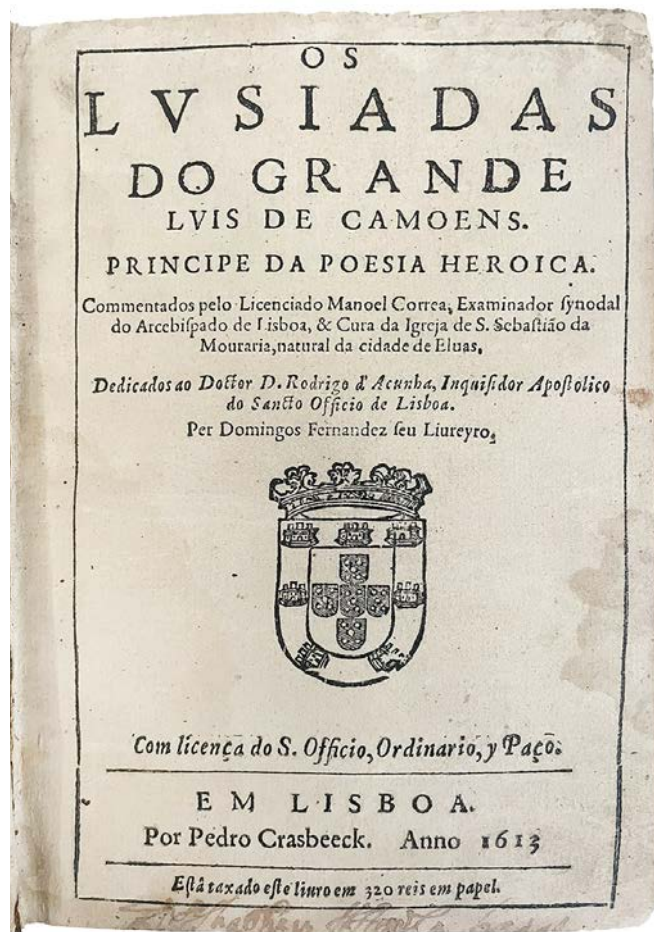 OS
LVSIADAS
DO GRANDE
LVIS DE CAMOENS.
PRINCIPE DA POESIA HEROICA.
Commentados pelo Licenciado Manoel Correa, Examinador ſynodal
do Arcebiſpado de Lisboa, & Cura da Igreja de S. Sebaſtião da
Mouraria, natural da cidade de Eluas,
Dedicados ao Doctor D. Rodrigo d'Acunha, Inquiſidor Apoſtolico
do Sancto Officio de Lisboa.
Per Domingos Fernandez ſeu Liureyro,
Com licença do S. Officio, Ordinario, y Paço.
EM LISBOA.
Por Pedro Crasbeeck. Anno 1613
Eſtâ taxado eſte liuro em 320 reis em papel.